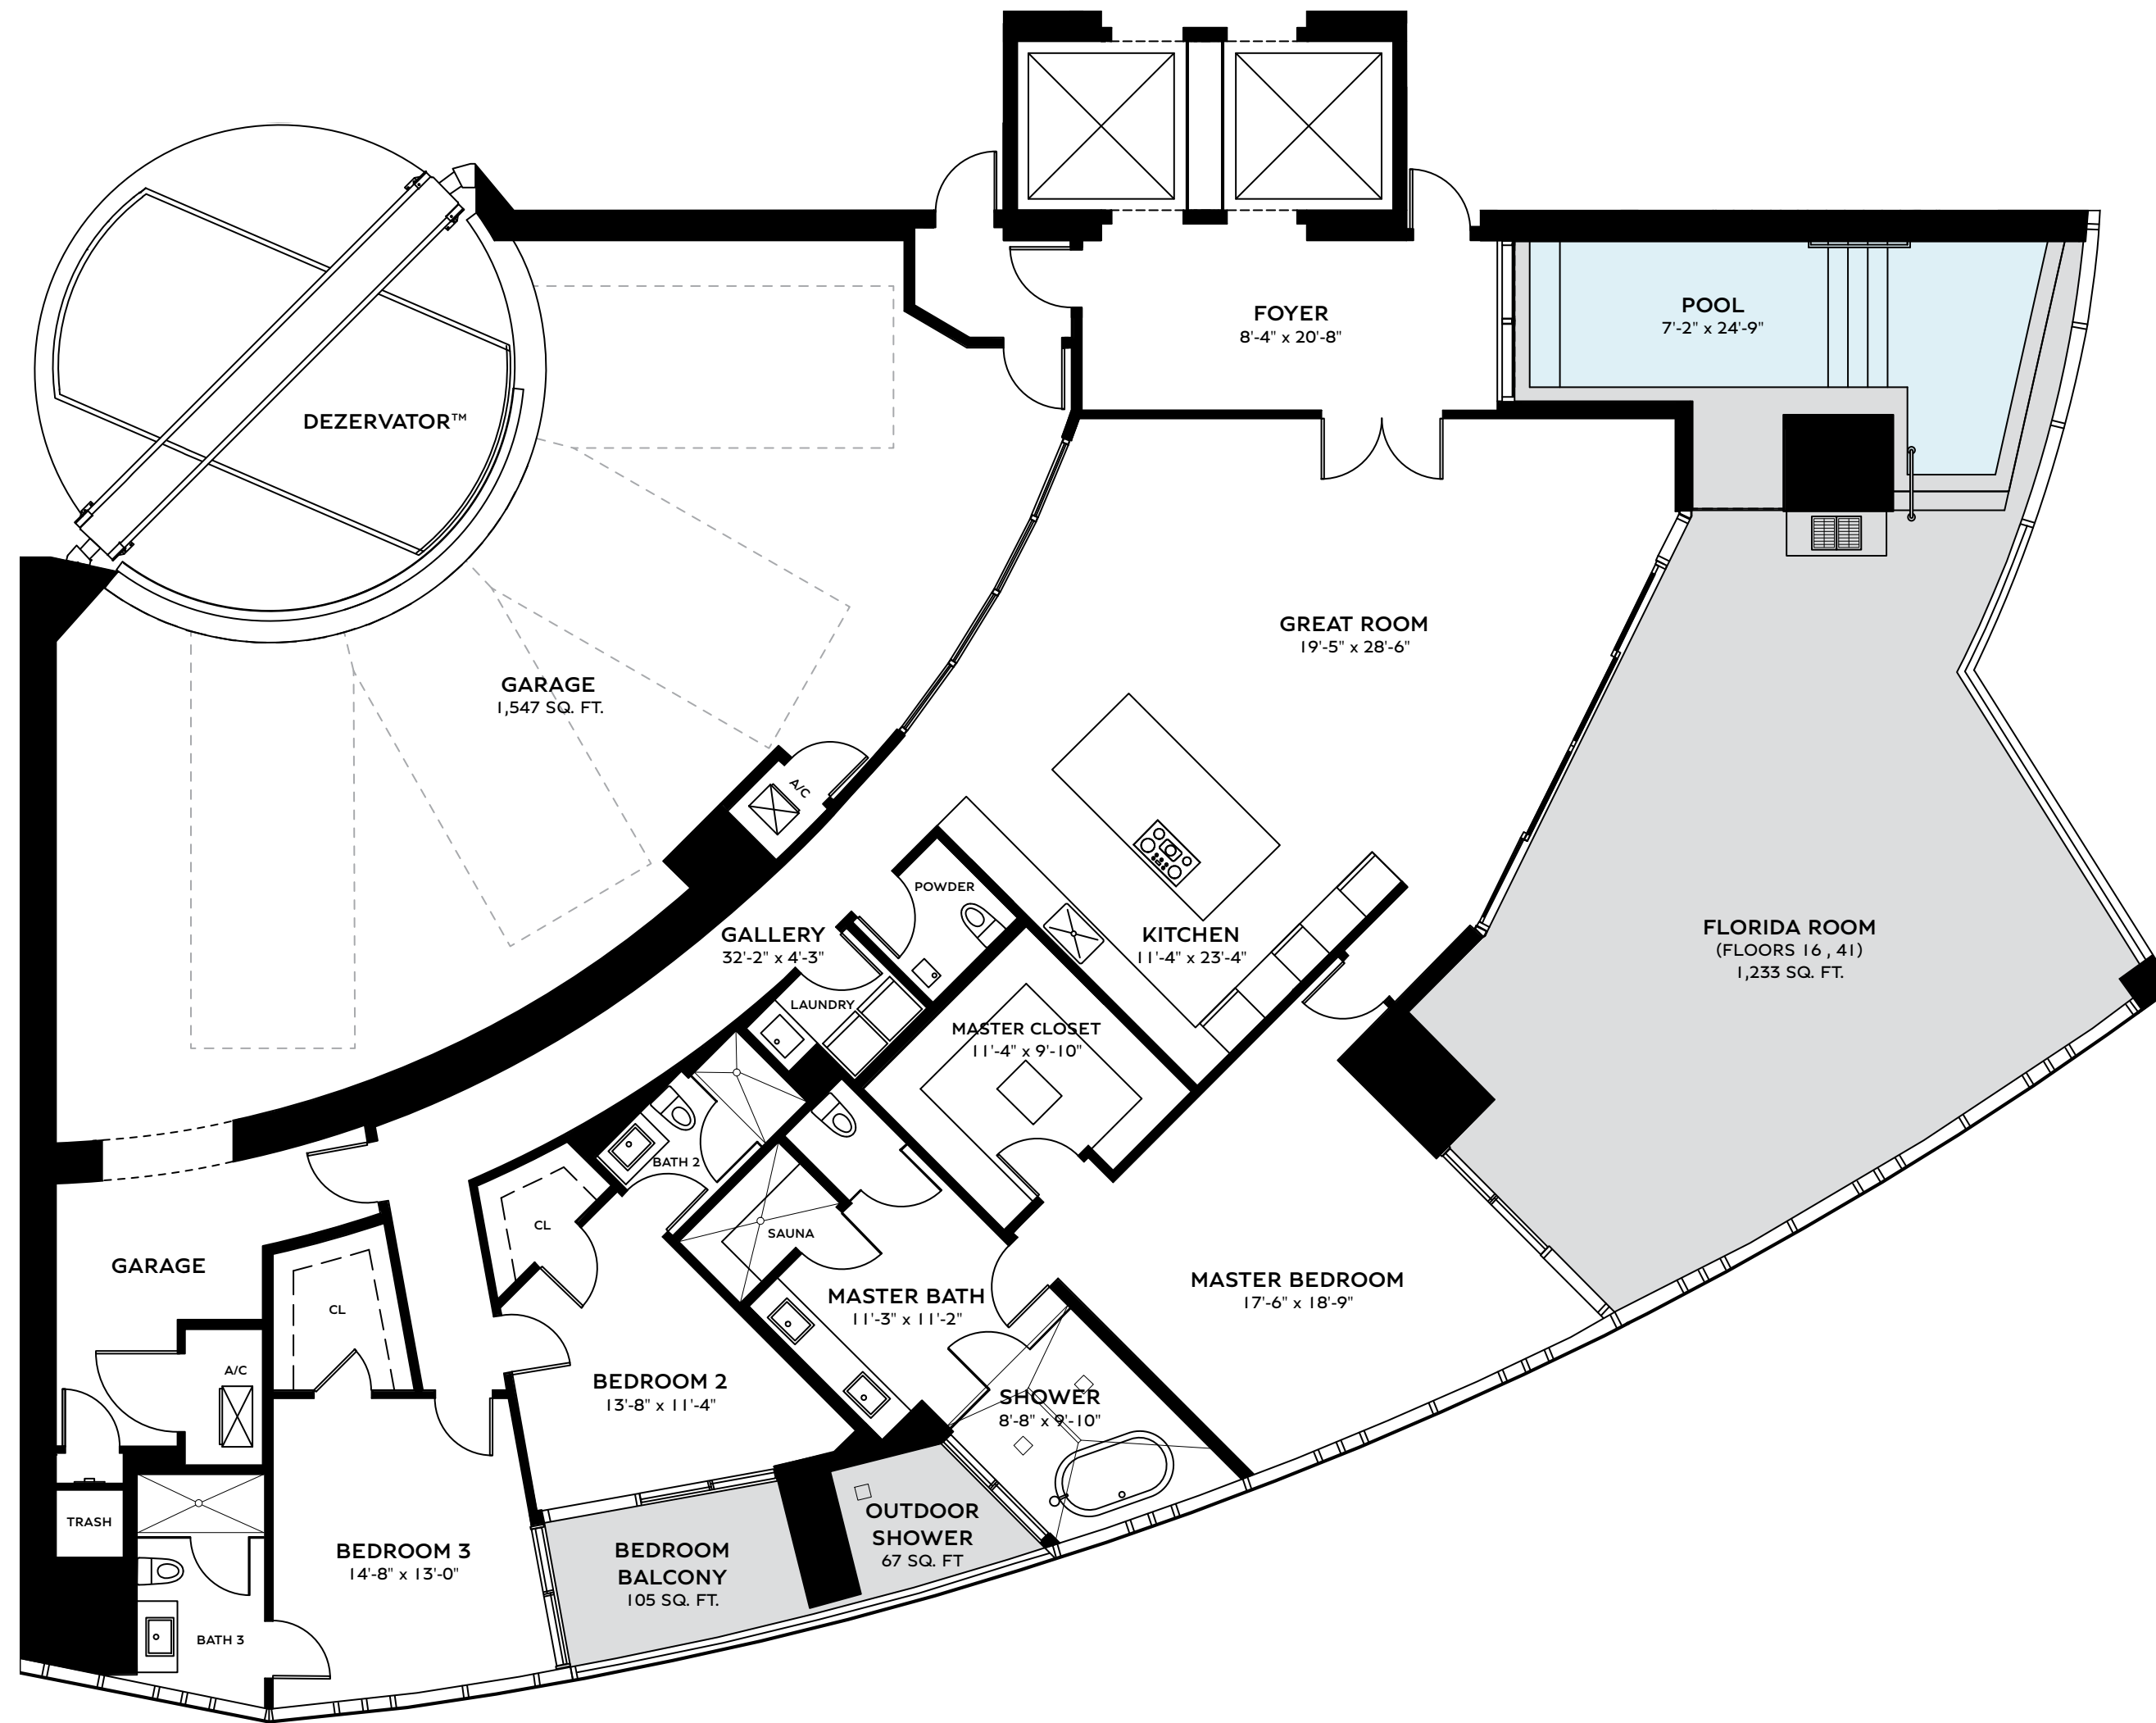 FOYER
8'-4" x 20'-8"
POOL
7'-2" x 24'-9"
DEZERVATOR™
GREAT ROOM
19'-5" x 28'-6"
GARAGE
1,547 SQ. FT.
A/C
POWDER
GALLERY
32'-2" x 4'-3"
KITCHEN
11'-4" x 23'-4"
FLORIDA ROOM
(FLOORS 16 , 41)
1,233 SQ. FT.
LAUNDRY
MASTER CLOSET
11'-4" x 9'-10"
BATH 2
CL
SAUNA
GARAGE
CL
MASTER BATH
11'-3" x 11'-2"
MASTER BEDROOM
17'-6" x 18'-9"
A/C
BEDROOM 2
13'-8" x 11'-4"
SHOWER
8'-8" x 9'-10"
TRASH
OUTDOOR
SHOWER
67 SQ. FT
BEDROOM 3
14'-8" x 13'-0"
BEDROOM
BALCONY
105 SQ. FT.
BATH 3